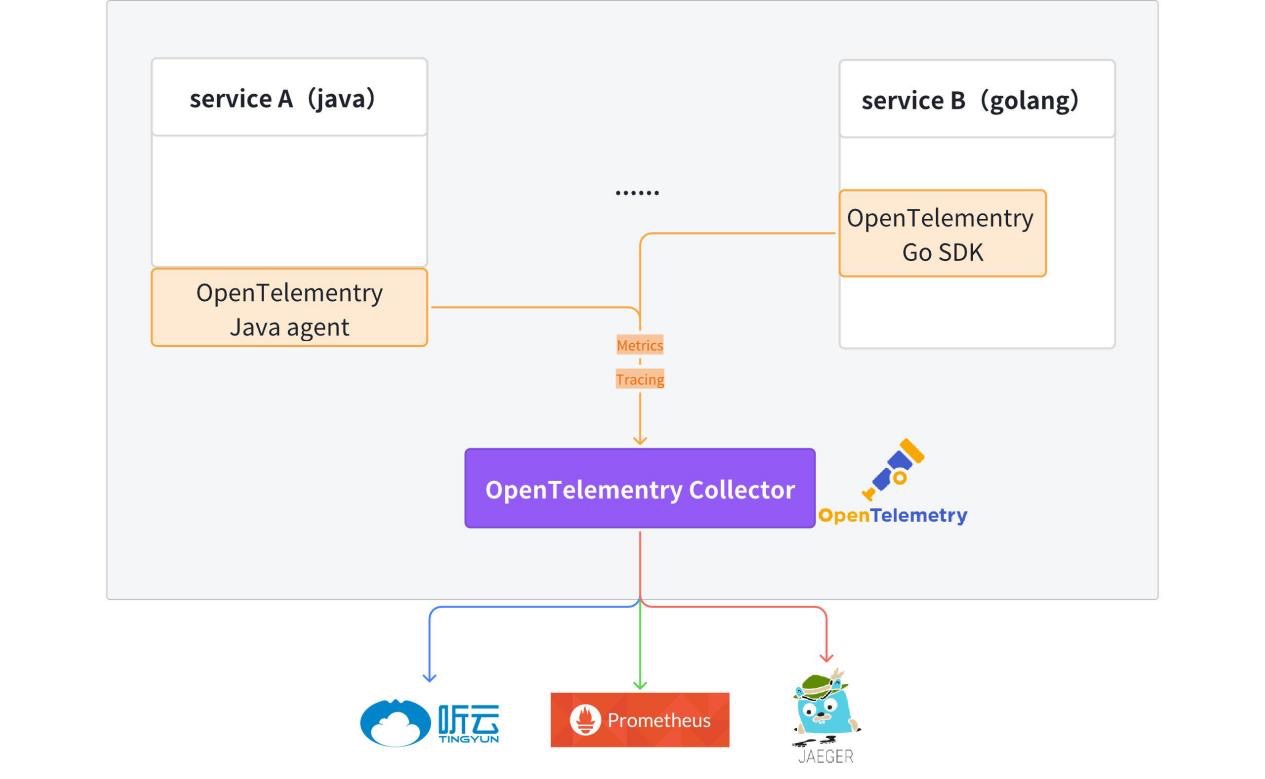 service A（java）
service B（golang）
......
OpenTelementry
Go SDK
OpenTelementry
Java agent
Metrics
Tracing
OpenTelementry Collector
OpenTelemetry
听云
TINGYUN
Prometheus
JAEGER